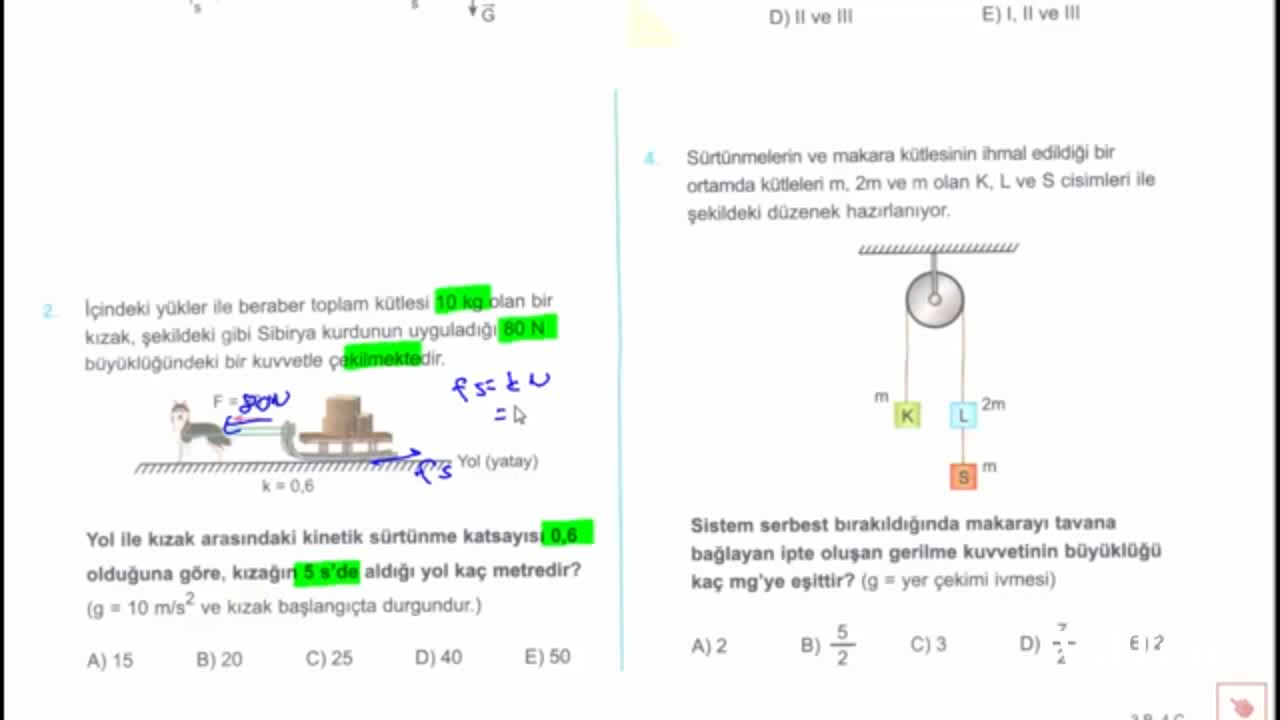 s
s
G
D) II ve III
E) I, II ve III
2. İçindeki yükler ile beraber toplam kütlesi 10 kg olan bir
kızak, şekildeki gibi Sibirya kurdunun uyguladığı 80 N
büyüklüğündeki bir kuvvetle çekilmektedir.
F = 80N
fs = k N
=
fs
Yol (yatay)
k = 0,6
Yol ile kızak arasındaki kinetik sürtünme katsayısı 0,6
olduğuna göre, kızağın 5 s'de aldığı yol kaç metredir?
(g = 10 m/s² ve kızak başlangıçta durgundur.)
A) 15
B) 20
C) 25
D) 40
E) 50
4. Sürtünmelerin ve makara kütlesinin ihmal edildiği bir
ortamda kütleleri m, 2m ve m olan K, L ve S cisimleri ile
şekildeki düzenek hazırlanıyor.
m
K
L
2m
S
m
Sistem serbest bırakıldığında makarayı tavana
bağlayan ipte oluşan gerilme kuvvetinin büyüklüğü
kaç mg'ye eşittir? (g = yer çekimi ivmesi)
A) 2
B) 5/2
C) 3
D) 7/2